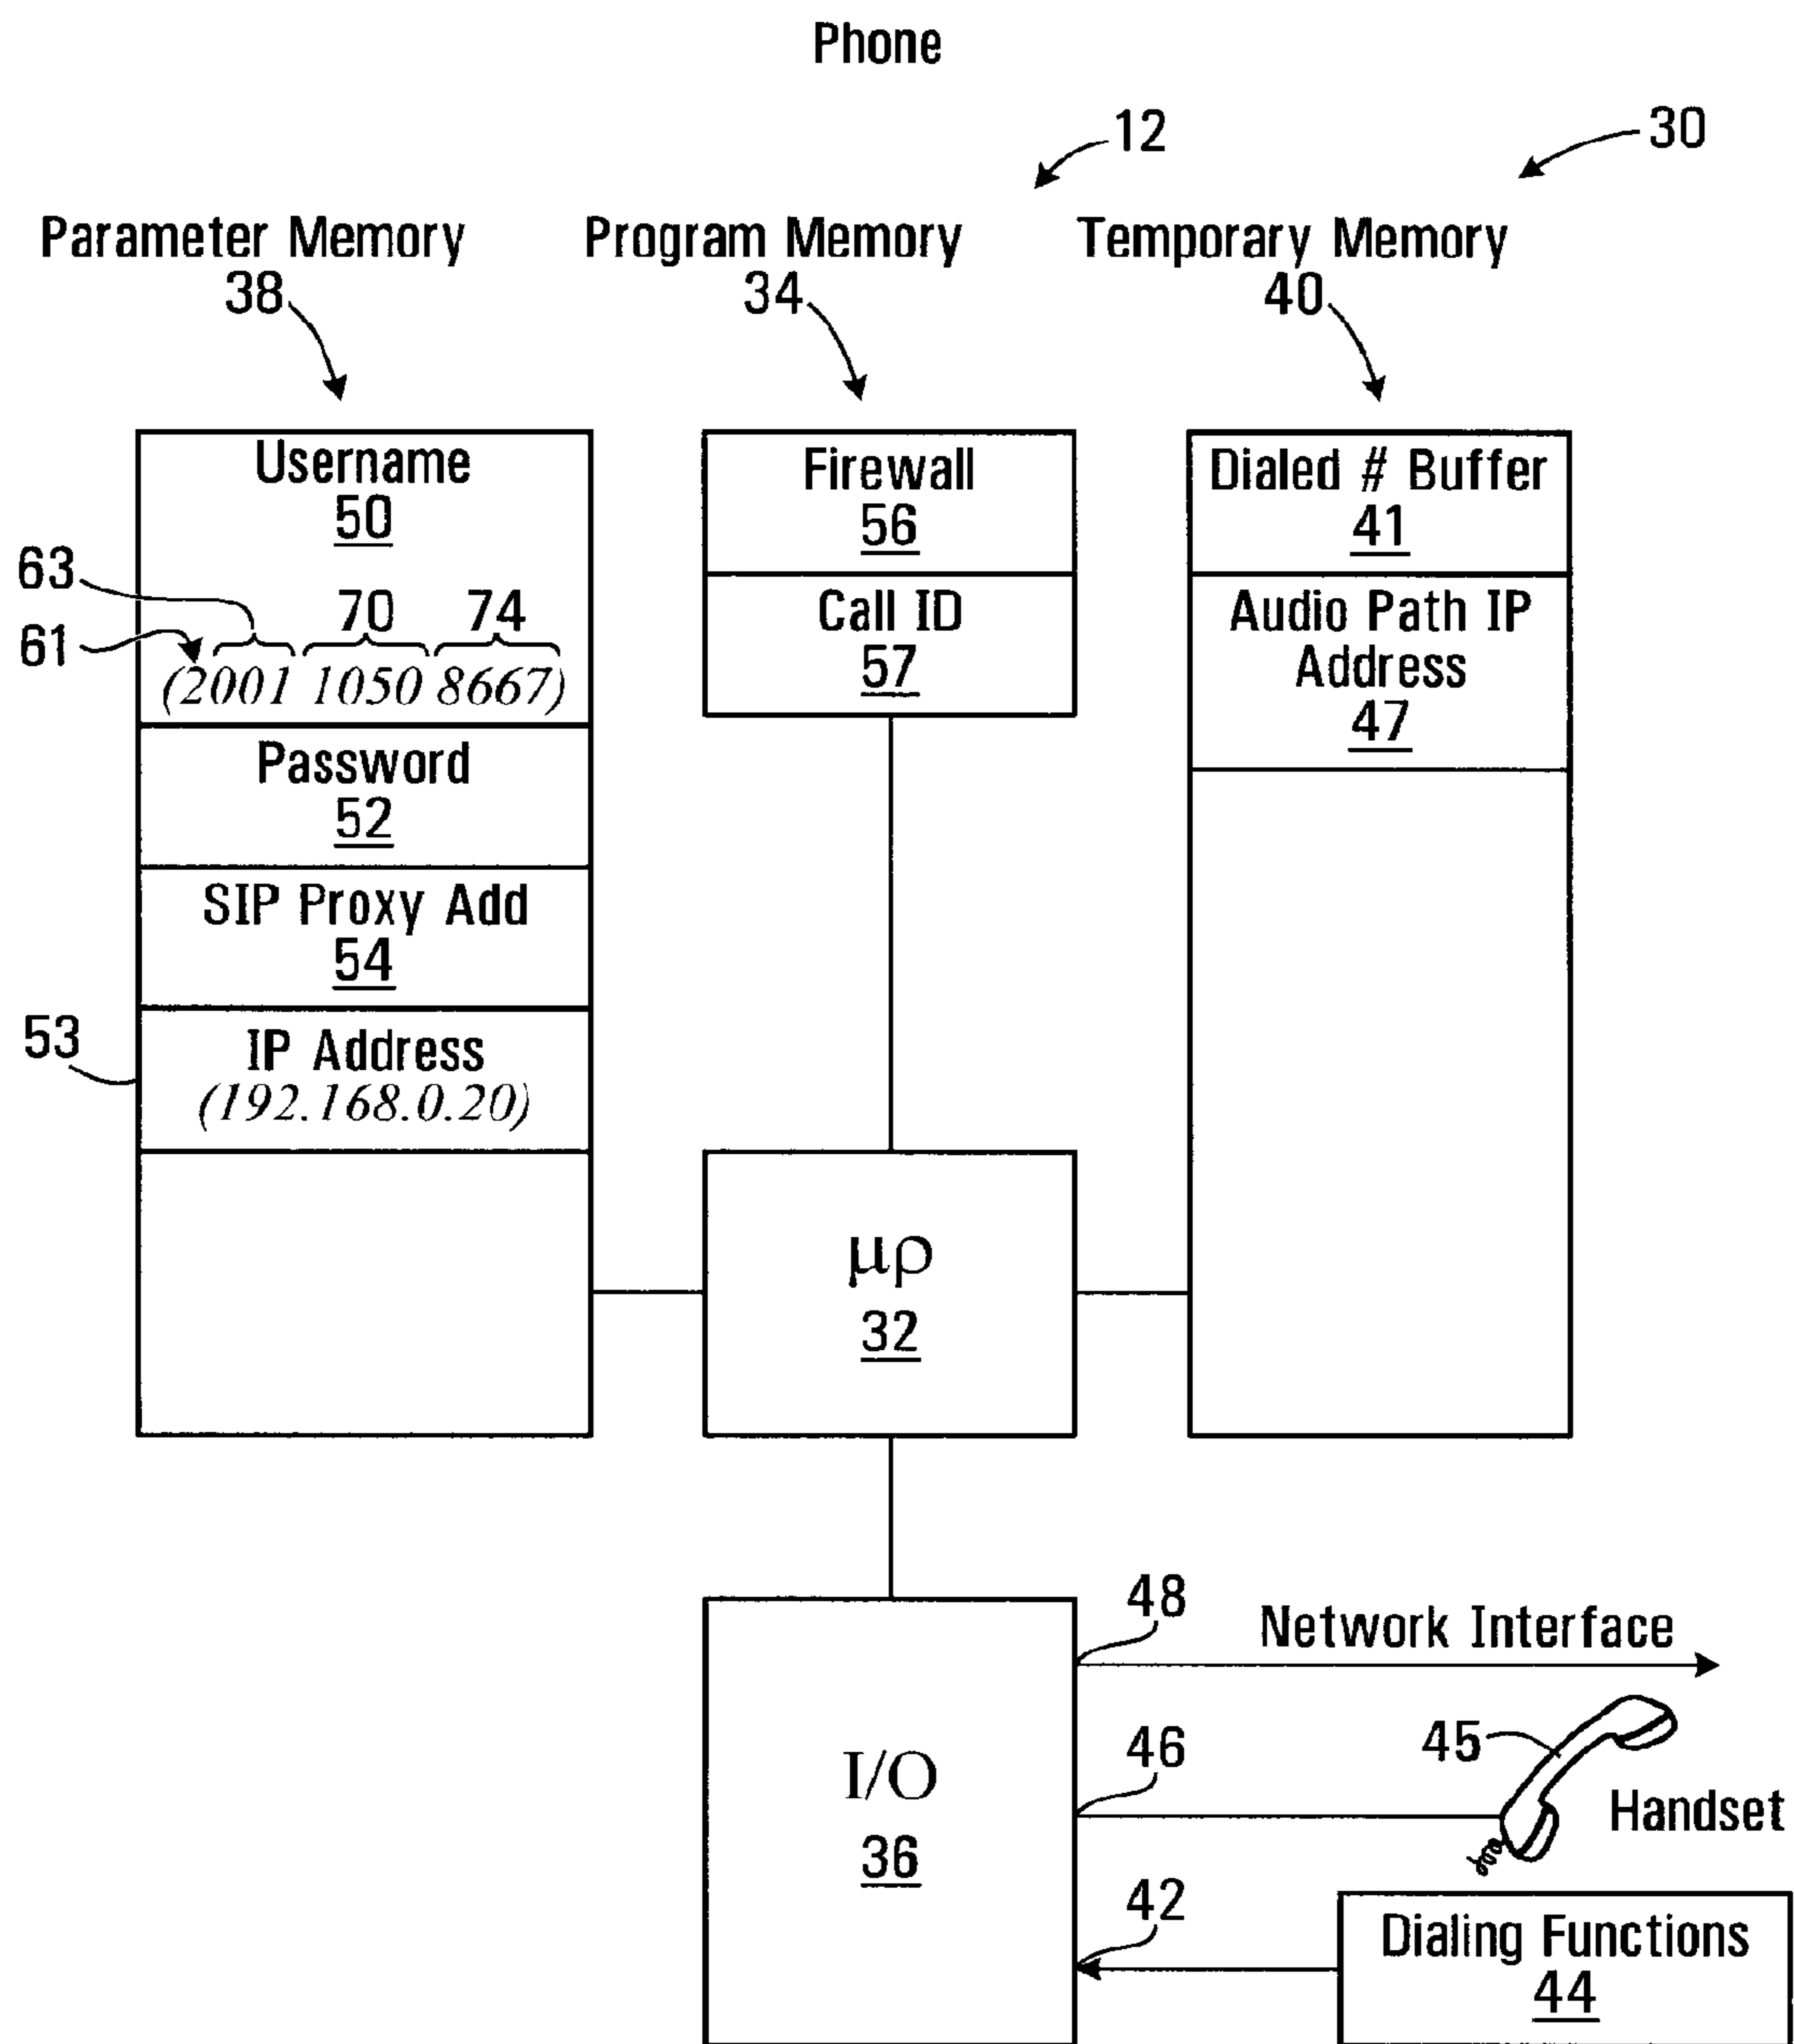 Phone
12
30
Parameter Memory
38
Program Memory
34
Temporary Memory
40
Username
50
63
61
70
74
(2001 1050 8667)
Password
52
SIP Proxy Add
54
53
IP Address
(192.168.0.20)
Firewall
56
Call ID
57
Dialed # Buffer
41
Audio Path IP
Address
47
μρ
32
I/O
36
48
Network Interface
46
45
Handset
42
Dialing Functions
44